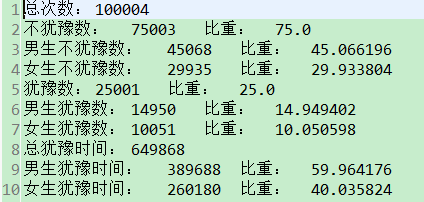 1 总次数： 100004
2 不犹豫数： 75003 比重： 75.0
3 男生不犹豫数： 45068 比重： 45.066196
4 女生不犹豫数： 29935 比重： 29.933804
5 犹豫数： 25001 比重： 25.0
6 男生犹豫数： 14950 比重： 14.949402
7 女生犹豫数： 10051 比重： 10.050598
8 总犹豫时间： 649868
9 男生犹豫时间： 389688 比重： 59.964176
10 女生犹豫时间： 260180 比重： 40.035824